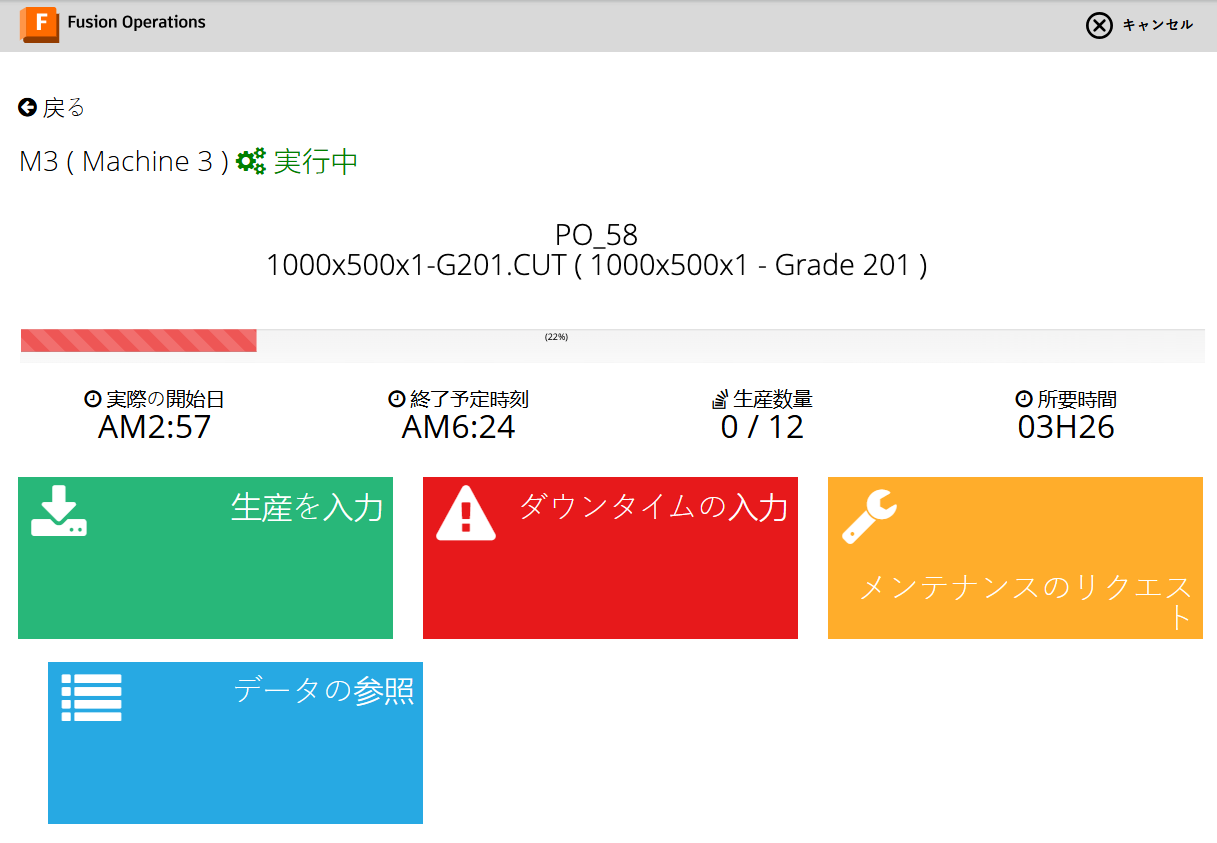 F Fusion Operations
キャンセル
戻る
M3 ( Machine 3 ) 実行中
PO_58
1000x500x1-G201.CUT ( 1000x500x1 - Grade 201 )
(22%)
実際の開始日
AM2:57
終了予定時刻
AM6:24
生産数量
0 / 12
所要時間
03H26
生産を入力
ダウンタイムの入力
メンテナンスのリクエス
ト
データの参照